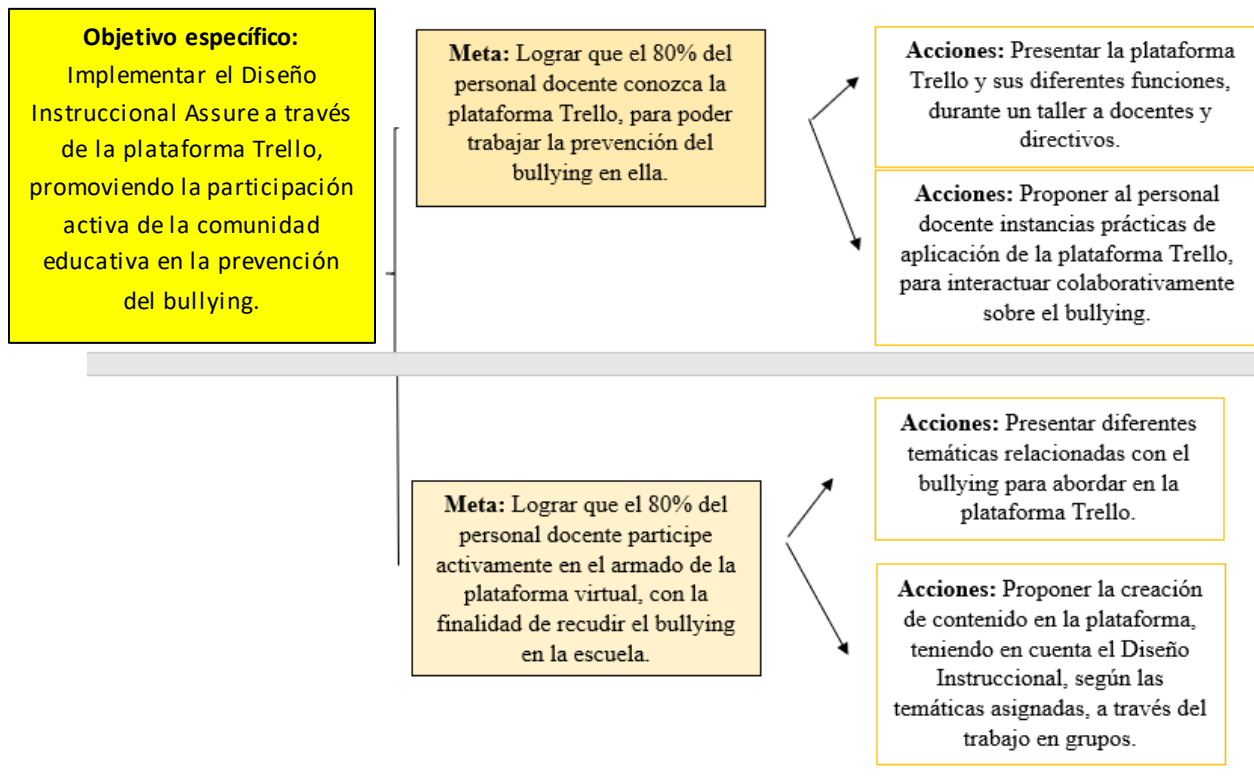 Objetivo específico:
Implementar el Diseño
Instruccional Assure a través
de la plataforma Trello,
promoviendo la participación
activa de la comunidad
educativa en la prevención
del bullying.
Meta: Lograr que el 80% del
personal docente conozca la
plataforma Trello, para poder
trabajar la prevención del
bullying en ella.
Acciones: Presentar la plataforma
Trello y sus diferentes funciones,
durante un taller a docentes y
directivos.
Acciones: Proponer al personal
docente instancias prácticas de
aplicación de la plataforma Trello,
para interactuar colaborativamente
sobre el bullying.
Meta: Lograr que el 80% del
personal docente participe
activamente en el armado de la
plataforma virtual, con la
finalidad de recudir el bullying
en la escuela.
Acciones: Presentar diferentes
temáticas relacionadas con el
bullying para abordar en la
plataforma Trello.
Acciones: Proponer la creación
de contenido en la plataforma,
teniendo en cuenta el Diseño
Instruccional, según las
temáticas asignadas, a través del
trabajo en grupos.